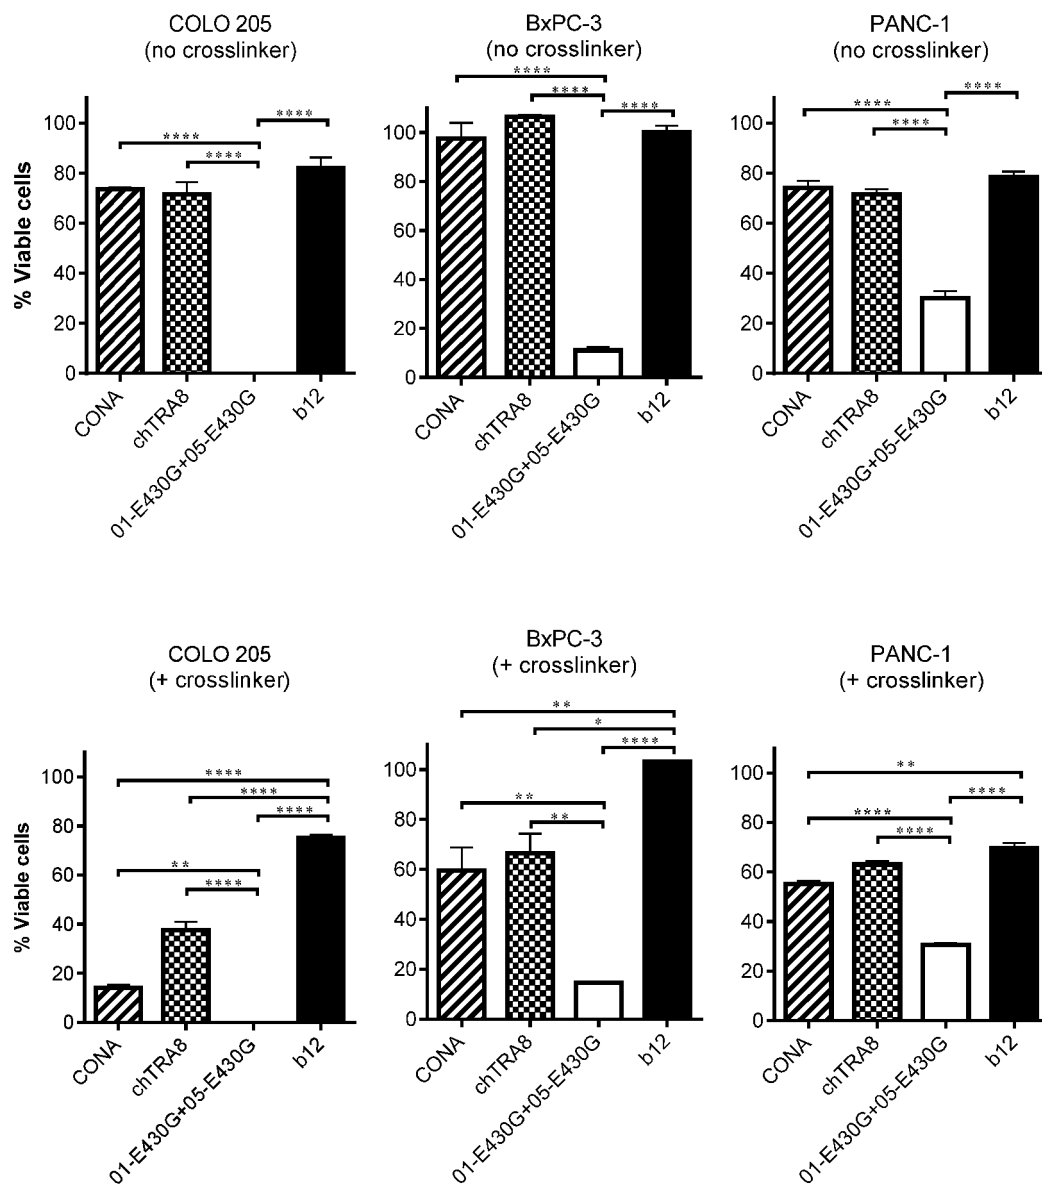 COLO 205
(no crosslinker)
% Viable cells
100
80
60
40
20
0
****
****
****
CONA
chTRA8
01-E430G+05-E430G
b12
BxPC-3
(no crosslinker)
100
80
60
40
20
0
****
****
****
CONA
chTRA8
01-E430G+05-E430G
b12
PANC-1
(no crosslinker)
100
80
60
40
20
0
****
****
****
CONA
chTRA8
01-E430G+05-E430G
b12
COLO 205
(+ crosslinker)
% Viable cells
100
80
60
40
20
0
****
****
****
**
****
CONA
chTRA8
01-E430G+05-E430G
b12
BxPC-3
(+ crosslinker)
100
80
60
40
20
0
**
*
****
**
**
CONA
chTRA8
01-E430G+05-E430G
b12
PANC-1
(+ crosslinker)
100
80
60
40
20
0
**
****
****
****
CONA
chTRA8
01-E430G+05-E430G
b12